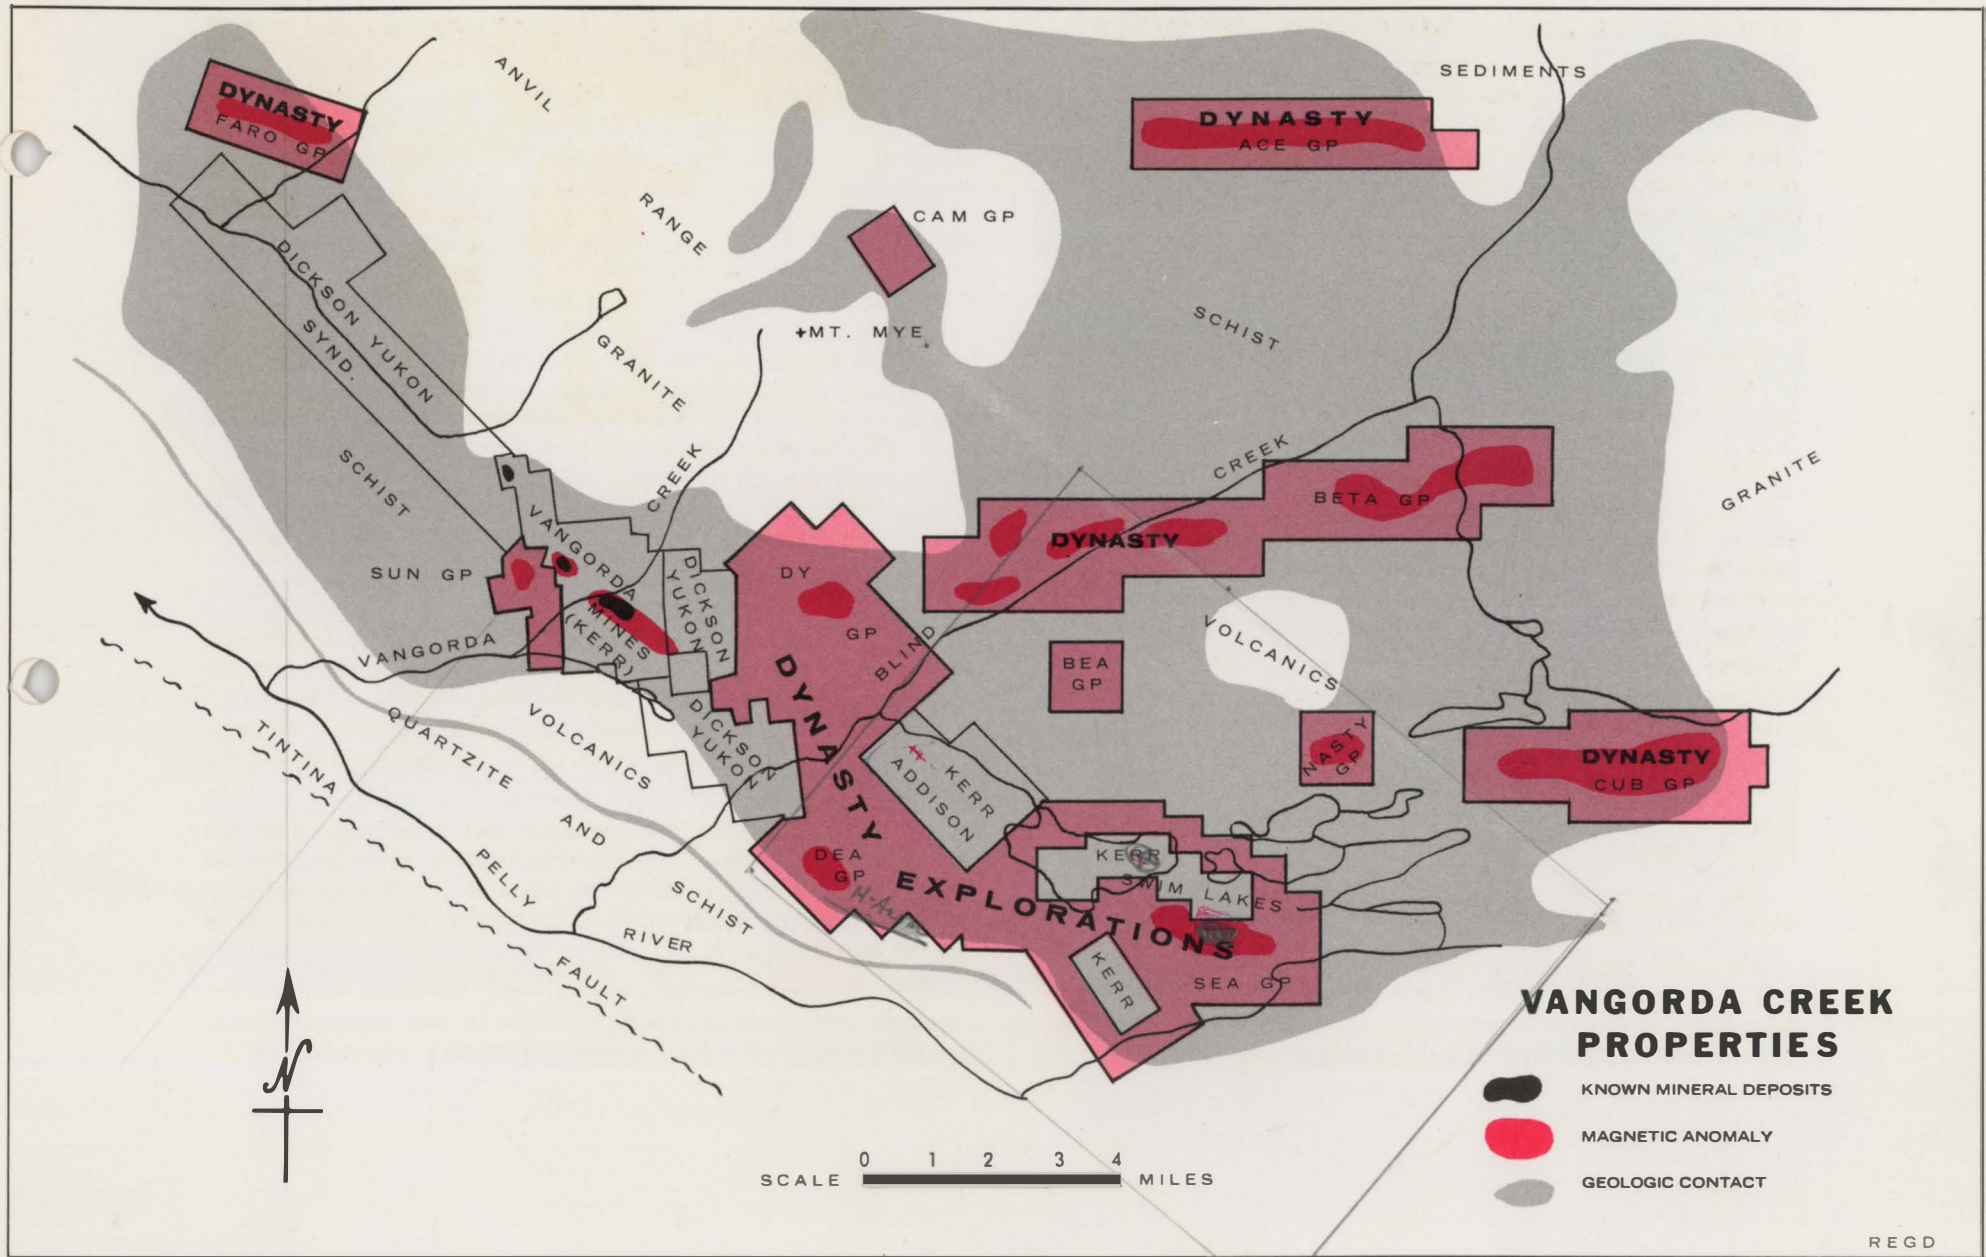 DYNASTY
FARO GP
ANVIL
RANGE
GRANITE
SEDIMENTS
DYNASTY
ACE GP
CAM GP
+MT. MYE
SCHIST
DICKSON YUKON
SYND.
SCHIST
CREEK
CREEK
BETA GP
GRANITE
DYNASTY
VANGORDA
MINES
(KERR)
DICKSON
YUKON
SUN GP
DY
GP
BLIND
VANGORDA
BEA
GP
VOLCANICS
NASTY
GP
DYNASTY
CUB GP
DICKSON
YUKON
DYNASTY
EXPLORATIONS
KERR
ADDISON
KERR
SWIM LAKES
DEA
GP
KERR
SEA GP
TINTINA
FAULT
QUARTZITE
AND
SCHIST
VOLCANICS
PELLY
RIVER
N
SCALE 0 1 2 3 4 MILES
VANGORDA CREEK
PROPERTIES
KNOWN MINERAL DEPOSITS
MAGNETIC ANOMALY
GEOLOGIC CONTACT
REGD